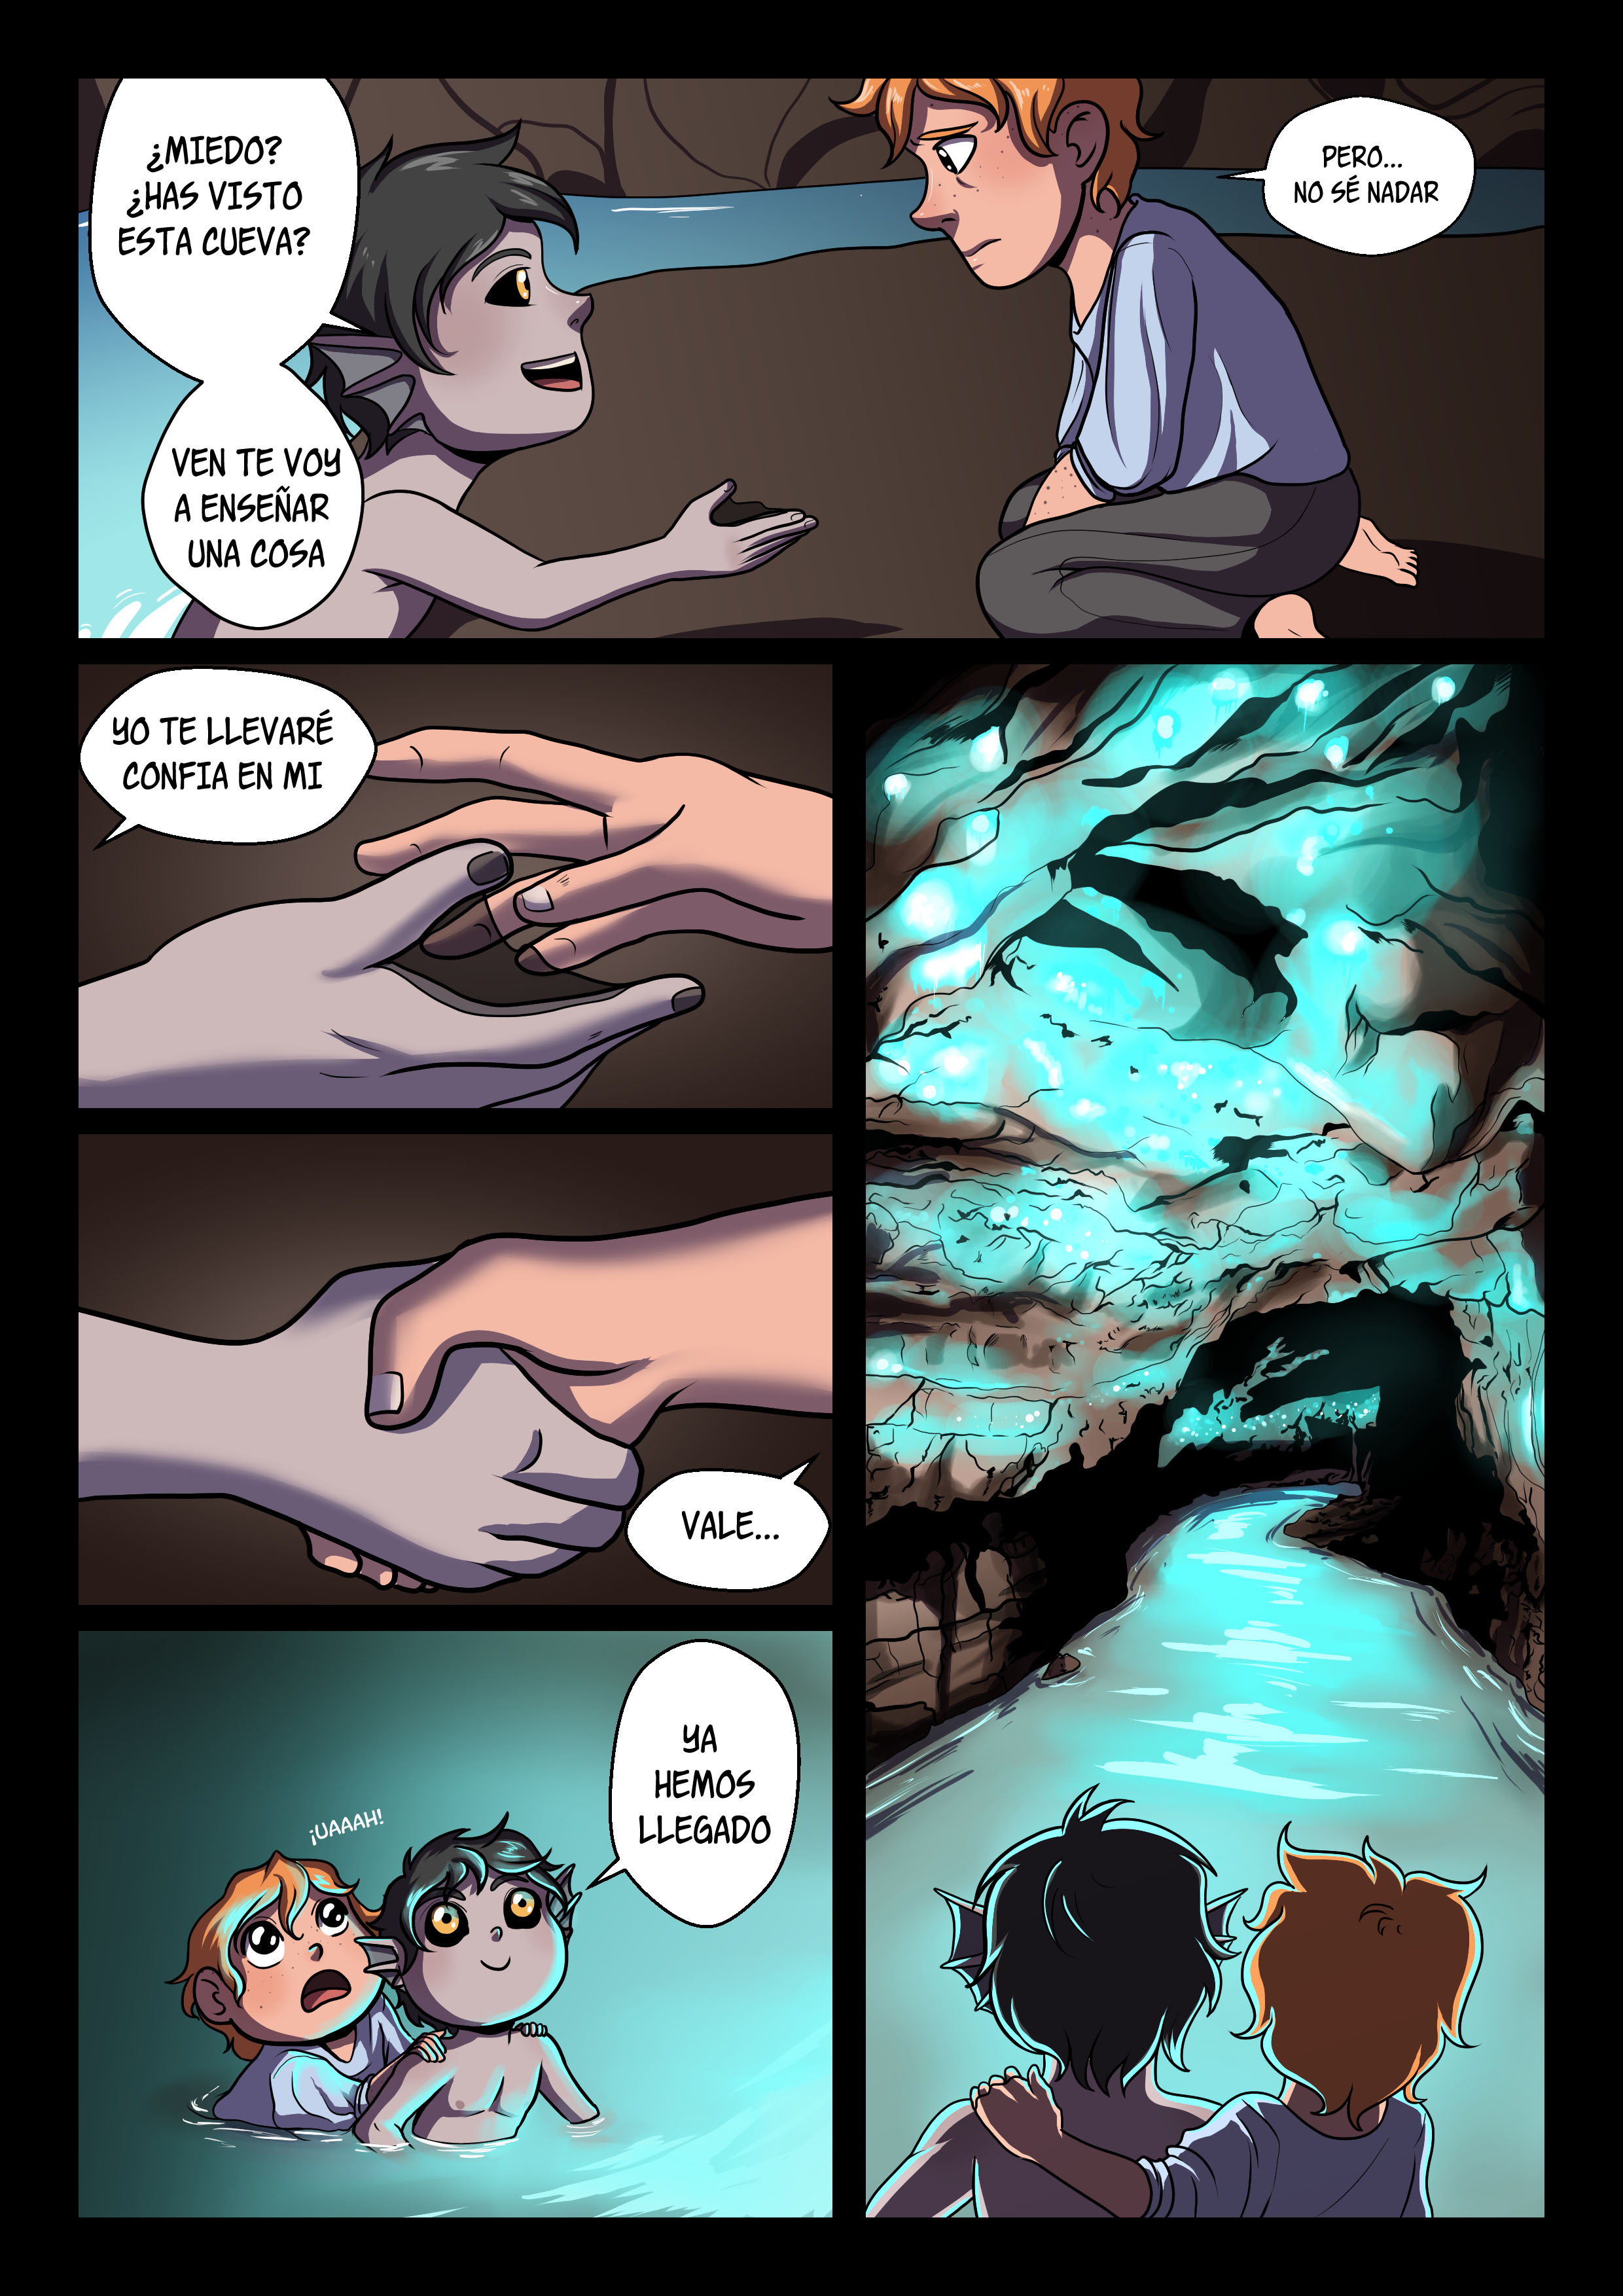 ¿MIEDO?
¿HAS VISTO
ESTA CUEVA?
VEN TE VOY
A ENSEÑAR
UNA COSA
PERO...
NO SÉ NADAR
YO TE LLEVARÉ
CONFIA EN MI
VALE...
¡UAAAH!
YA
HEMOS
LLEGADO